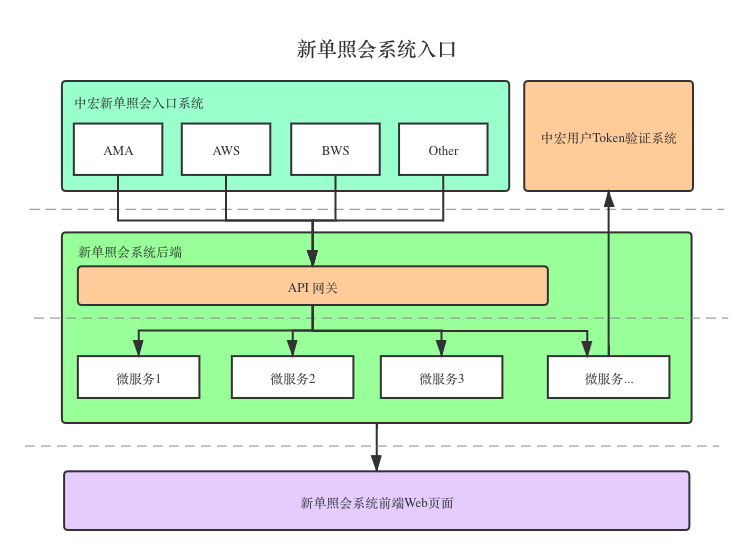 新单照会系统入口
中宏新单照会入口系统
AMA
AWS
BWS
Other
中宏用户Token验证系统
新单照会系统后端
API 网关
微服务1
微服务2
微服务3
微服务...
新单照会系统前端Web页面